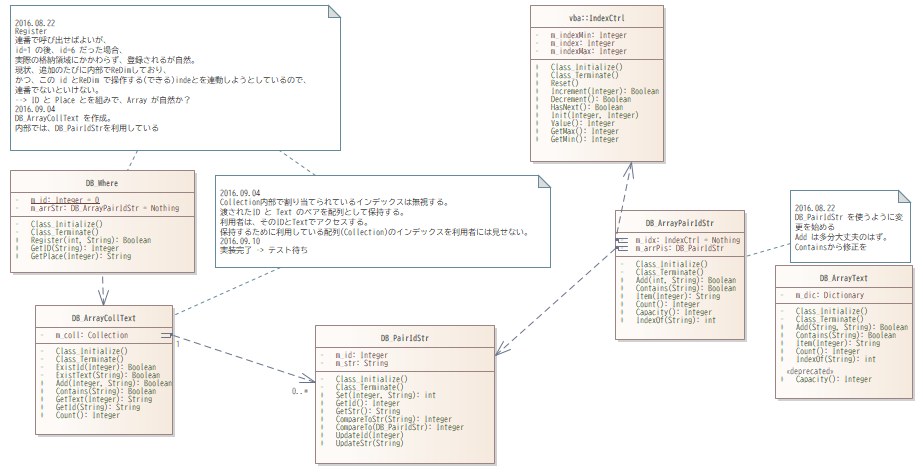 2016.08.22
Register
連番で呼び出せばよいが、
id=1 の後、id=6 だった場合、
実際の格納領域にかかわらず、登録されるが自然。
現状、追加のたびに内部でReDimしており、
かつ、この id とReDim で操作する(できる)indeとを連動しようとしているので、
連番でないといけない。
--> ID と Place とを組みで、Array が自然か？
2016.09.04
DB_ArrayCollText を作成。
内部では、DB_PairIdStrを利用している
vba::IndexCtrl
- m_indexMin: Integer
- m_index: Integer
- m_indexMax: Integer
Class_Initialize()
Class_Terminate()
Reset()
Increment(Integer): Boolean
Decrement(): Boolean
HasNext(): Boolean
Init(Integer, Integer)
Value(): Integer
GetMax(): Integer
GetMin(): Integer
DB_Where
- m_id: Integer = 0
- m_arrStr: DB_ArrayPairIdStr = Nothing
- Class_Initialize()
- Class_Terminate()
+ Register(int, String): Boolean
+ GetID(String): Integer
+ GetPlace(Integer): String
2016.09.04
Collection内部で割り当てられているインデックスは無視する。
渡されたID と Text のペアを配列として保持する。
利用者は、そのIDとTextでアクセスする。
保持するために利用している配列(Collection)のインデックスを利用者には見せない。
2016.09.10
実装完了 -> テスト待ち
DB_ArrayPairIdStr
- m_idx: IndexCtrl = Nothing
- m_arrPis: DB_PairIdStr
- Class_Initialize()
- Class_Terminate()
+ Add(int, String): Boolean
+ Contains(String): Boolean
+ Item(Integer): String
+ Count(): Integer
+ Capacity(): Integer
+ IndexOf(String): int
2016.08.22
DB_PairIdStr を使うように変
更を始める
Add は多分大丈夫のはず。
Containsから修正を
DB_ArrayText
- m_dic: Dictionary
- Class_Initialize()
- Class_Terminate()
+ Add(String, String): Boolean
+ Contains(String): Boolean
+ Item(Integer): String
+ Count(): Integer
+ IndexOf(String): int
«deprecated»
+ Capacity(): Integer
DB_ArrayCollText
- m_coll: Collection
- Class_Initialize()
- Class_Terminate()
- ExistId(Integer): Boolean
- ExistText(String): Boolean
+ Add(Integer, String): Boolean
+ Contains(String): Boolean
+ GetText(Integer): String
+ GetId(String): String
+ Count(): Integer
1
0..*
DB_PairIdStr
- m_id: Integer
- m_str: String
- Class_Initialize()
- Class_Terminate()
+ Set(Integer, String): int
+ GetId(): Integer
+ GetStr(): String
+ CompareToStr(String): Integer
+ CompareTo(DB_PairIdStr): Integer
+ UpdateId(Integer)
+ UpdateStr(String)